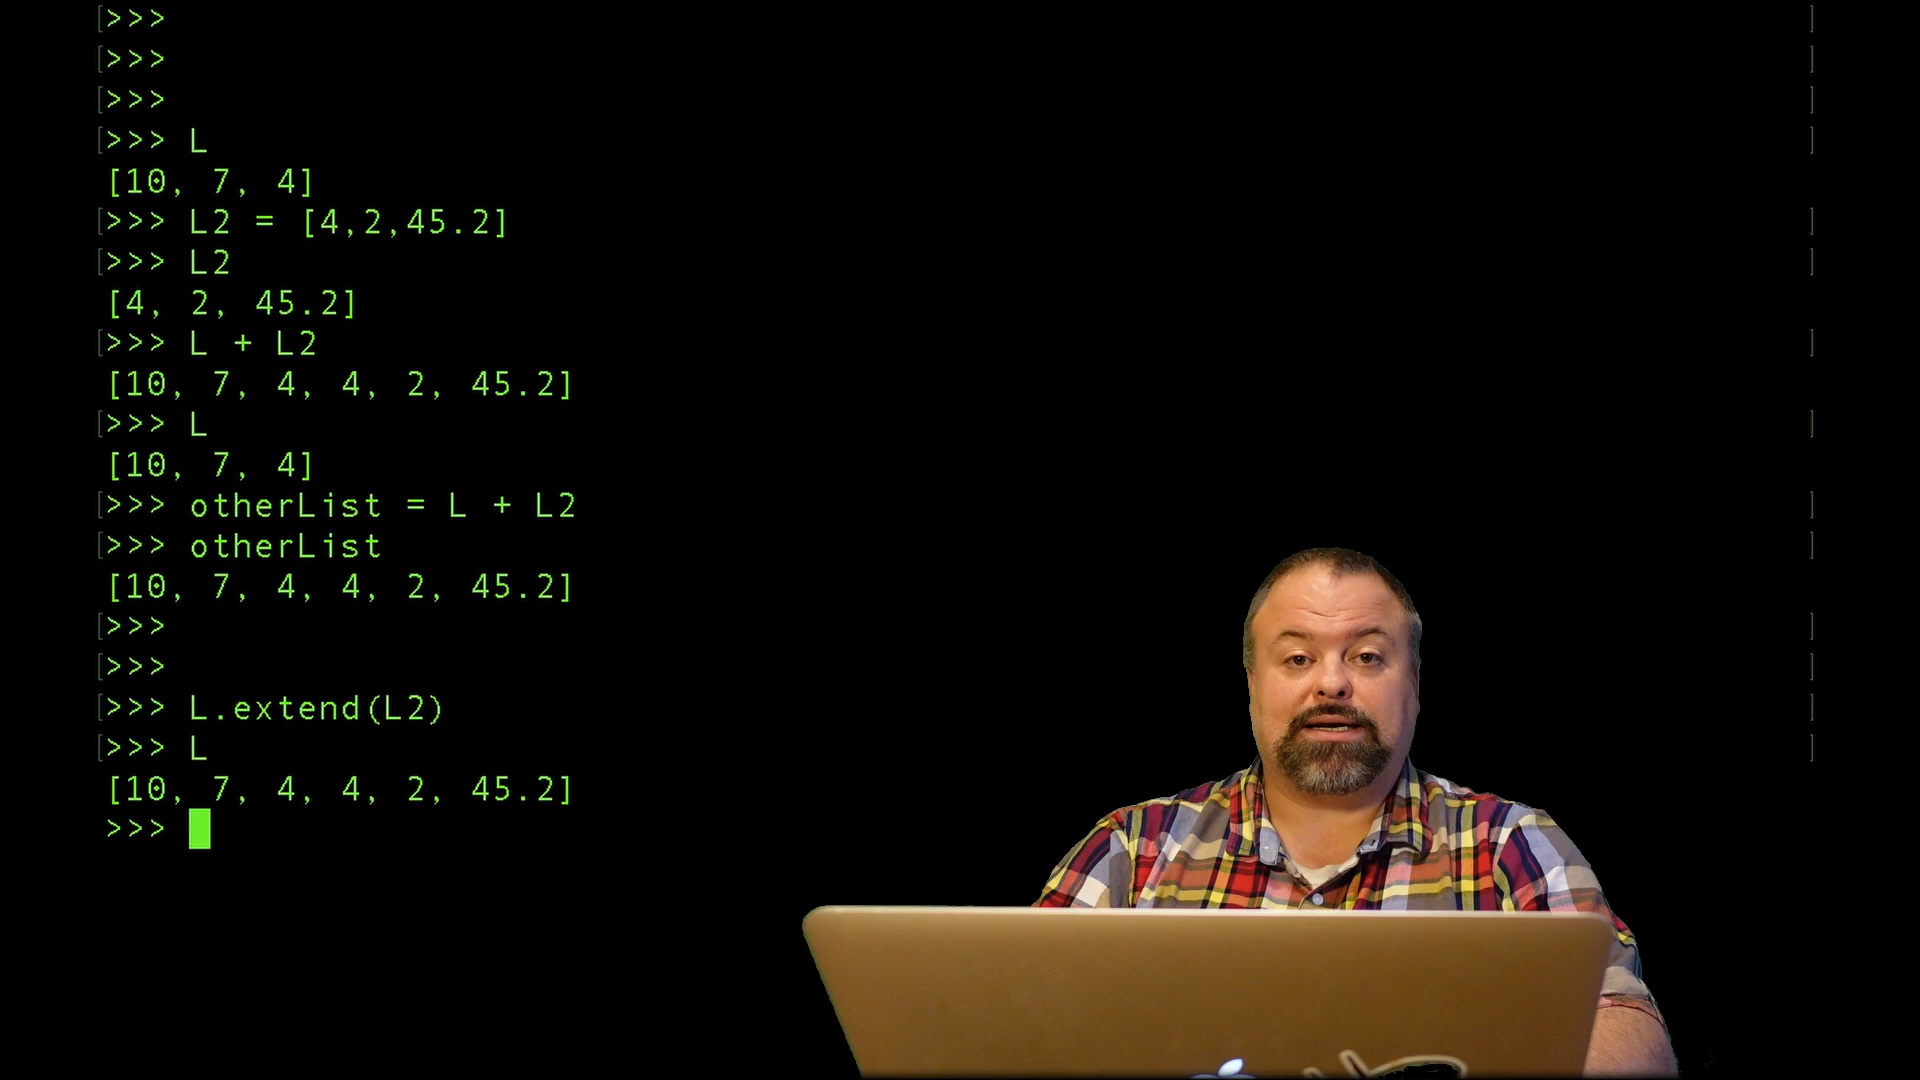 [>>> ]
[>>> ]
[>>> ]
[>>> L ]
[10, 7, 4]
[>>> L2 = [4,2,45.2] ]
[>>> L2 ]
[4, 2, 45.2]
[>>> L + L2 ]
[10, 7, 4, 4, 2, 45.2]
[>>> L ]
[10, 7, 4]
[>>> otherList = L + L2 ]
[>>> otherList ]
[10, 7, 4, 4, 2, 45.2]
[>>> ]
[>>> ]
[>>> L.extend(L2) ]
[>>> L ]
[10, 7, 4, 4, 2, 45.2]
>>>